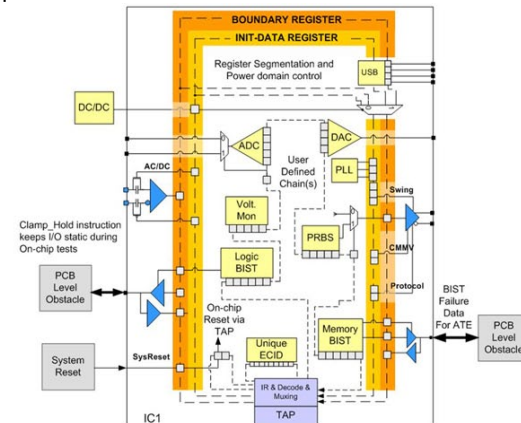 BOUNDARY REGISTER
INIT-DATA REGISTER
Register Segmentation and
Power domain control
USB
DC/DC
ADC
DAC
User
Defined
Chain(s)
PLL
AC/DC
Swing
Clamp_Hold instruction
keeps I/O static during
On-chip tests
Volt.
Mon
PRBS
CMMV
PCB
Level
Obstacle
Logic
BIST
Protocol
BIST
Failure
Data
For ATE
On-chip
Reset via
TAP
Unique
ECID
Memory
BIST
PCB
Level
Obstacle
System
Reset
SysReset
IR & Decode &
Muxing
TAP
IC1